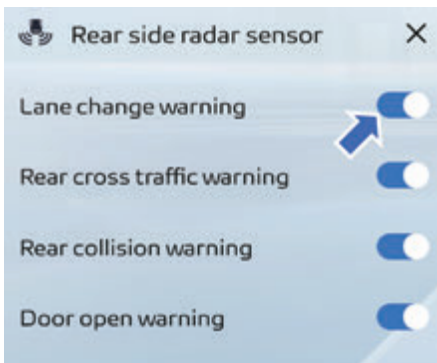 Rear side radar sensor
Lane change warning
Rear cross traffic warning
Rear collision warning
Door open warning